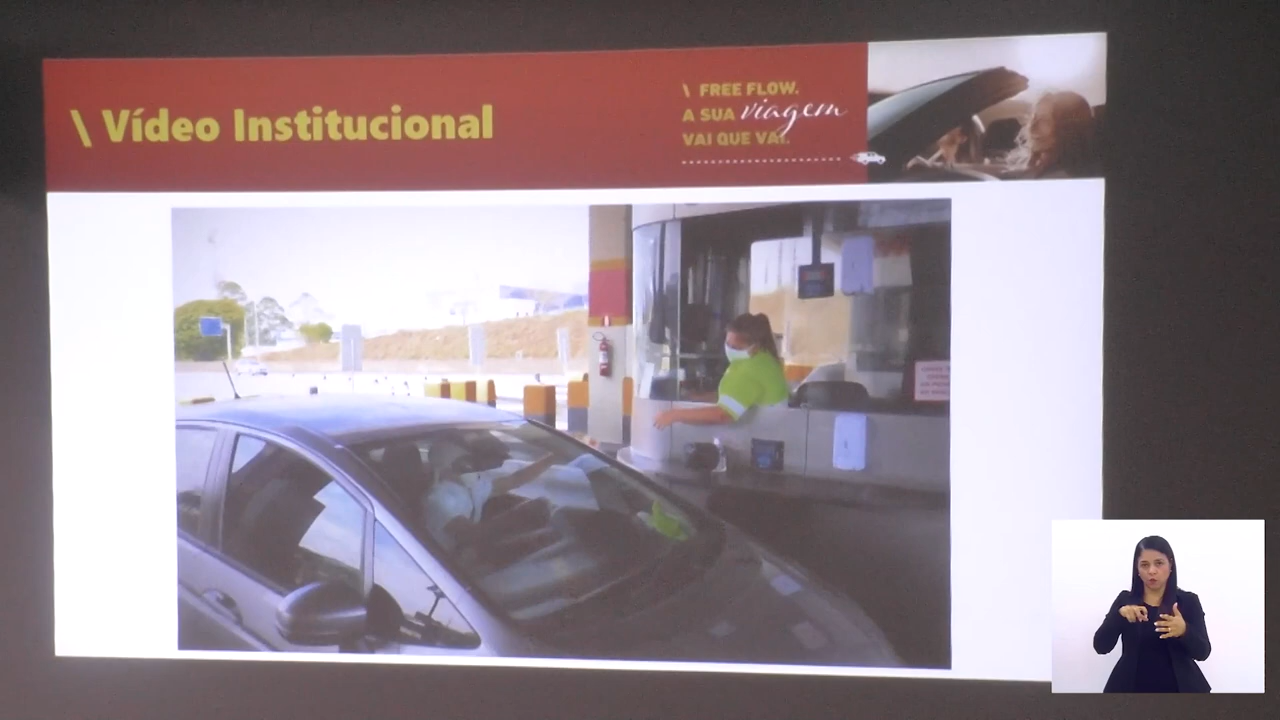 \ Vídeo Institucional
\ FREE FLOW.
A SUA viagem
VAI QUE VAI.